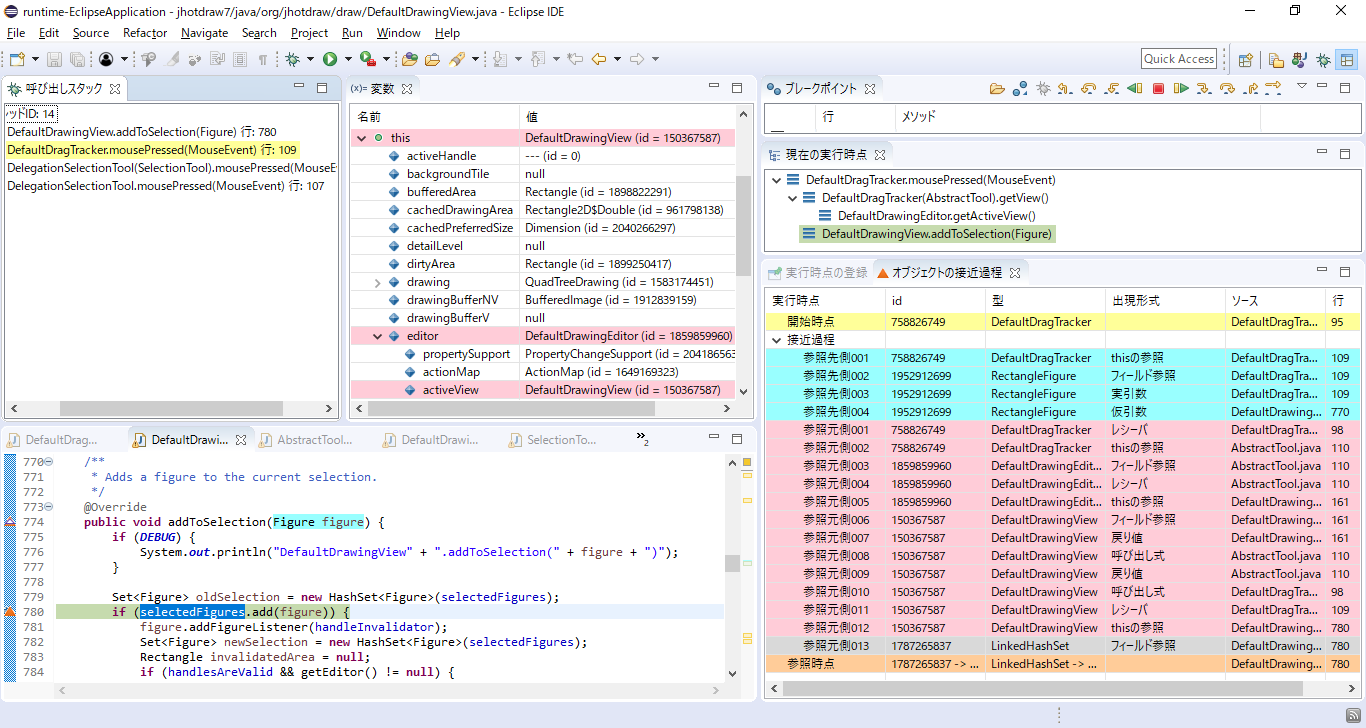 runtime-EclipseApplication - jhotdraw7/java/org/jhotdraw/draw/DefaultDrawingView.java - Eclipse IDE
File Edit Source Refactor Navigate Search Project Run Window Help
Quick Access
呼び出しスタック
ッドID: 14
DefaultDrawingView.addToSelection(Figure) 行: 780
DefaultDragTracker.mousePressed(MouseEvent) 行: 109
DelegationSelectionTool(SelectionTool).mousePressed(MouseE
DelegationSelectionTool.mousePressed(MouseEvent) 行: 107
(x)= 変数
名前 値
this DefaultDrawingView (id = 150367587)
activeHandle --- (id = 0)
backgroundTile null
bufferedArea Rectangle (id = 1898822291)
cachedDrawingArea Rectangle2D$Double (id = 961798138)
cachedPreferredSize Dimension (id = 2040266297)
detailLevel null
dirtyArea Rectangle (id = 1899250417)
drawing QuadTreeDrawing (id = 1583174451)
drawingBufferNV BufferedImage (id = 1912839159)
drawingBufferV null
editor DefaultDrawingEditor (id = 1859859960)
propertySupport PropertyChangeSupport (id = 204186563
actionMap ActionMap (id = 1649169323)
activeView DefaultDrawingView (id = 150367587)
ブレークポイント
行 メソッド
現在の実行時点
DefaultDragTracker.mousePressed(MouseEvent)
DefaultDragTracker(AbstractTool).getView()
DefaultDrawingEditor.getActiveView()
DefaultDrawingView.addToSelection(Figure)
実行時点の登録 オブジェクトの接近過程
実行時点 id 型 出現形式 ソース 行
開始時点 758826749 DefaultDragTracker DefaultDragTra... 95
接近過程
参照先側001 758826749 DefaultDragTracker thisの参照 DefaultDragTra... 109
参照先側002 1952912699 RectangleFigure フィールド参照 DefaultDragTra... 109
参照先側003 1952912699 RectangleFigure 実引数 DefaultDragTra... 109
参照先側004 1952912699 RectangleFigure 仮引数 DefaultDrawing... 770
参照元側001 758826749 DefaultDragTracker レシーバ DefaultDragTra... 98
参照元側002 758826749 DefaultDragTracker thisの参照 AbstractTool.java 110
参照元側003 1859859960 DefaultDrawingEdit... フィールド参照 AbstractTool.java 110
参照元側004 1859859960 DefaultDrawingEdit... レシーバ AbstractTool.java 110
参照元側005 1859859960 DefaultDrawingEdit... thisの参照 DefaultDrawing... 161
参照元側006 150367587 DefaultDrawingView フィールド参照 DefaultDrawing... 161
参照元側007 150367587 DefaultDrawingView 戻り値 DefaultDrawing... 161
参照元側008 150367587 DefaultDrawingView 呼び出し式 AbstractTool.java 110
参照元側009 150367587 DefaultDrawingView 戻り値 AbstractTool.java 110
参照元側010 150367587 DefaultDrawingView 呼び出し式 DefaultDragTra... 98
参照元側011 150367587 DefaultDrawingView レシーバ DefaultDragTra... 109
参照元側012 150367587 DefaultDrawingView thisの参照 DefaultDrawing... 780
参照元側013 1787265837 LinkedHashSet フィールド参照 DefaultDrawing... 780
参照時点 1787265837 -> ... LinkedHashSet -> ... DefaultDrawing... 780
DefaultDrag... DefaultDrawi... AbstractTool... DefaultDrawi... SelectionTo... »2
770 /**
771 * Adds a figure to the current selection.
772 */
773 @Override
774 public void addToSelection(Figure figure) {
775 if (DEBUG) {
776 System.out.println("DefaultDrawingView" + ".addToSelection(" + figure + ")");
777 }
778
779 Set<Figure> oldSelection = new HashSet<Figure>(selectedFigures);
780 if (selectedFigures.add(figure)) {
781 figure.addFigureListener(handleInvalidator);
782 Set<Figure> newSelection = new HashSet<Figure>(selectedFigures);
783 Rectangle invalidatedArea = null;
784 if (handlesAreValid && getEditor() != null) {